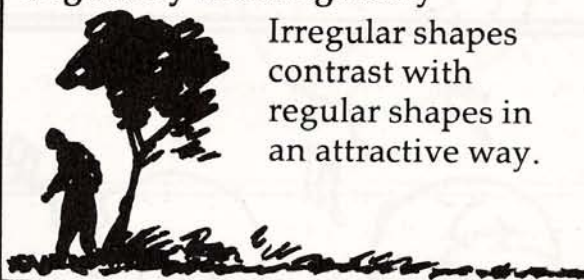 Irregular shapes
contrast with
regular shapes in
an attractive way.